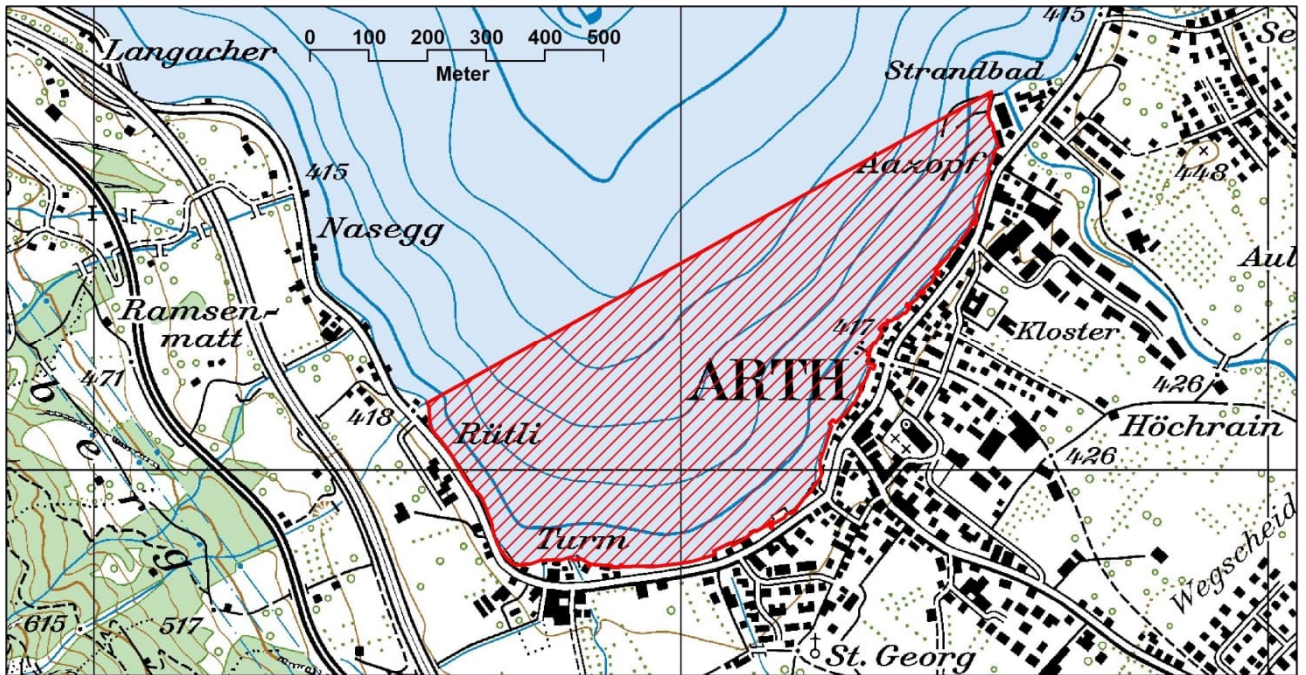 415
Langacher
0 100 200 300 400 500
Meter
Strandbad
Se
Aazopf
448
415
Nasegg
Aul
Ramsen-
matt
417
Kloster
471
ARTH
426
418
Rütli
Höchrain
426
b
e
r
g
Turm
Wegscheid
615
517
St. Georg